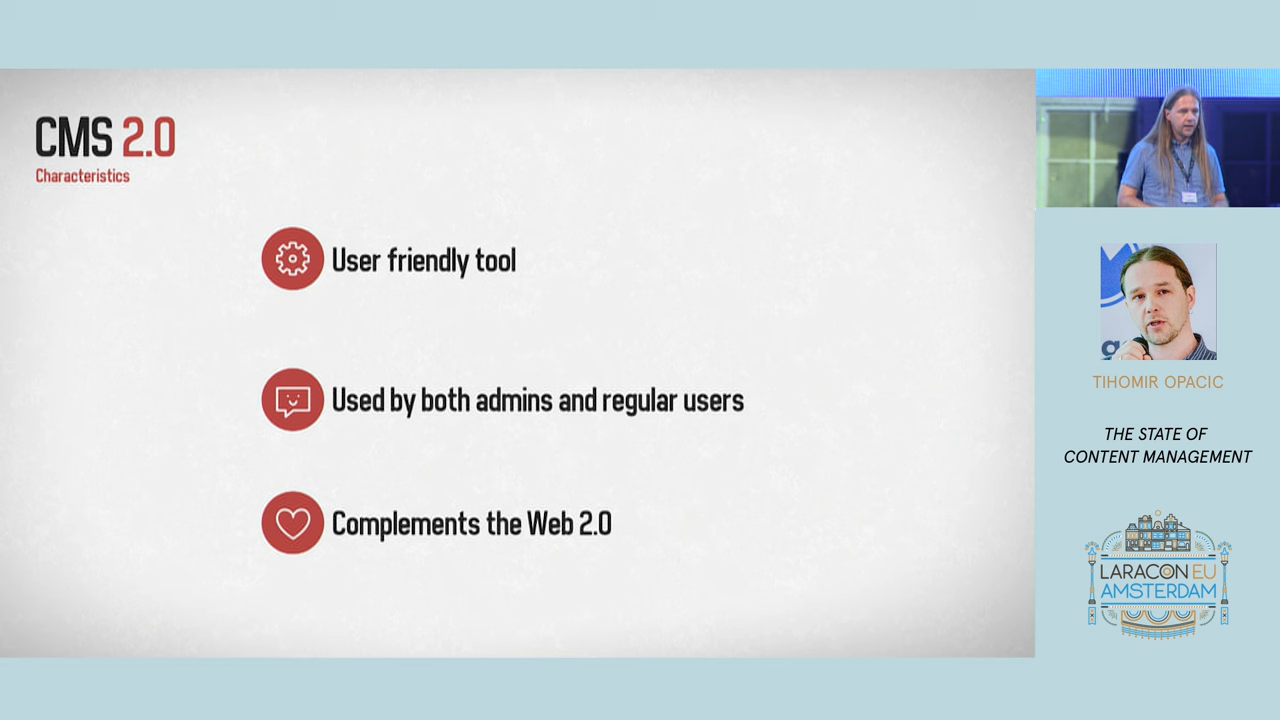 CMS 2.0
Characteristics
User friendly tool
Used by both admins and regular users
Complements the Web 2.0
TIHOMIR OPACIC
THE STATE OF
CONTENT MANAGEMENT
LARACON EU
AMSTERDAM